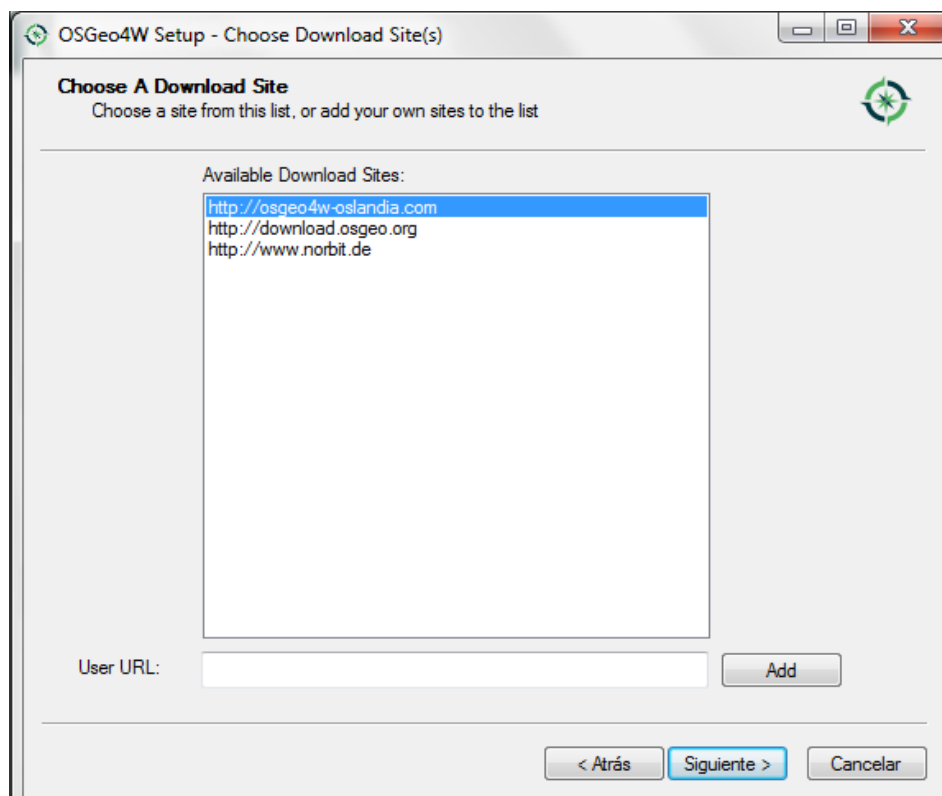 OSGeo4W Setup - Choose Download Site(s)
Choose A Download Site
Choose a site from this list, or add your own sites to the list
Available Download Sites:
http://osgeo4w-oslandia.com
http://download.osgeo.org
http://www.norbit.de
User URL:
Add
< Atrás
Siguiente >
Cancelar